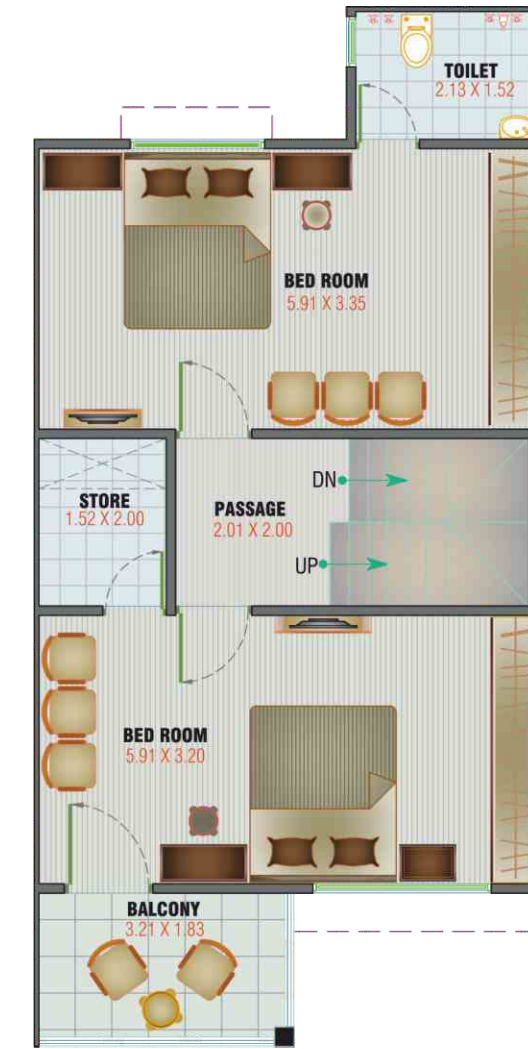 TOILET
2.13 X 1.52
BED ROOM
5.91 X 3.35
DN
STORE
1.52 X 2.00
PASSAGE
2.01 X 2.00
UP
BED ROOM
5.91 X 3.20
BALCONY
3.21 X 1.83